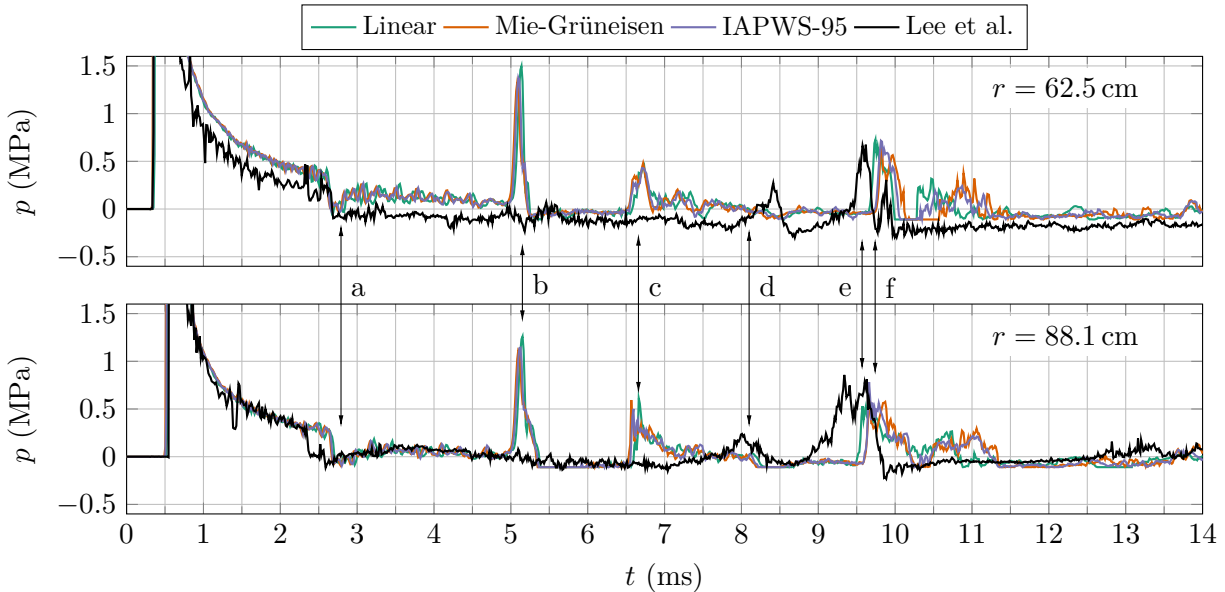 Linear Mie-Grüneisen IAPWS-95 Lee et al.
1.5
1
0.5
0
−0.5
p (MPa)
r = 62.5 cm
a b c d e f
1.5
1
0.5
0
−0.5
p (MPa)
r = 88.1 cm
0 1 2 3 4 5 6 7 8 9 10 11 12 13 14
t (ms)